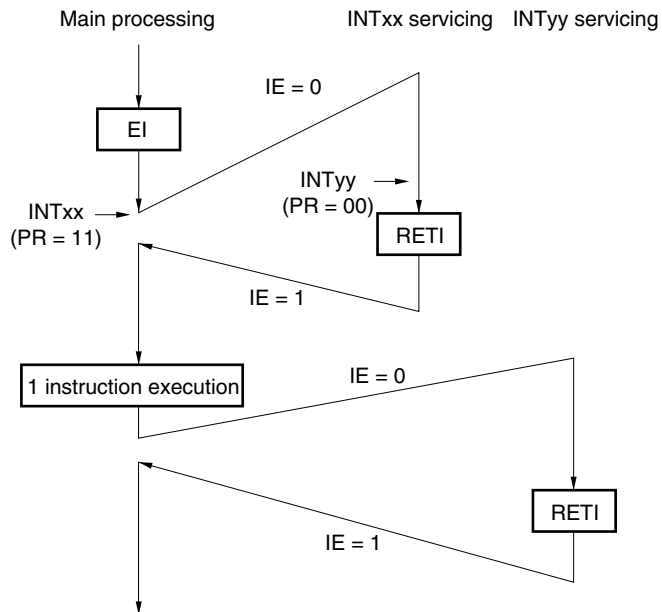 Main processing
INTxx servicing
INTyy servicing
IE = 0
EI
INTxx
(PR = 11)
INTyy
(PR = 00)
RETI
IE = 1
1 instruction execution
IE = 0
RETI
IE = 1